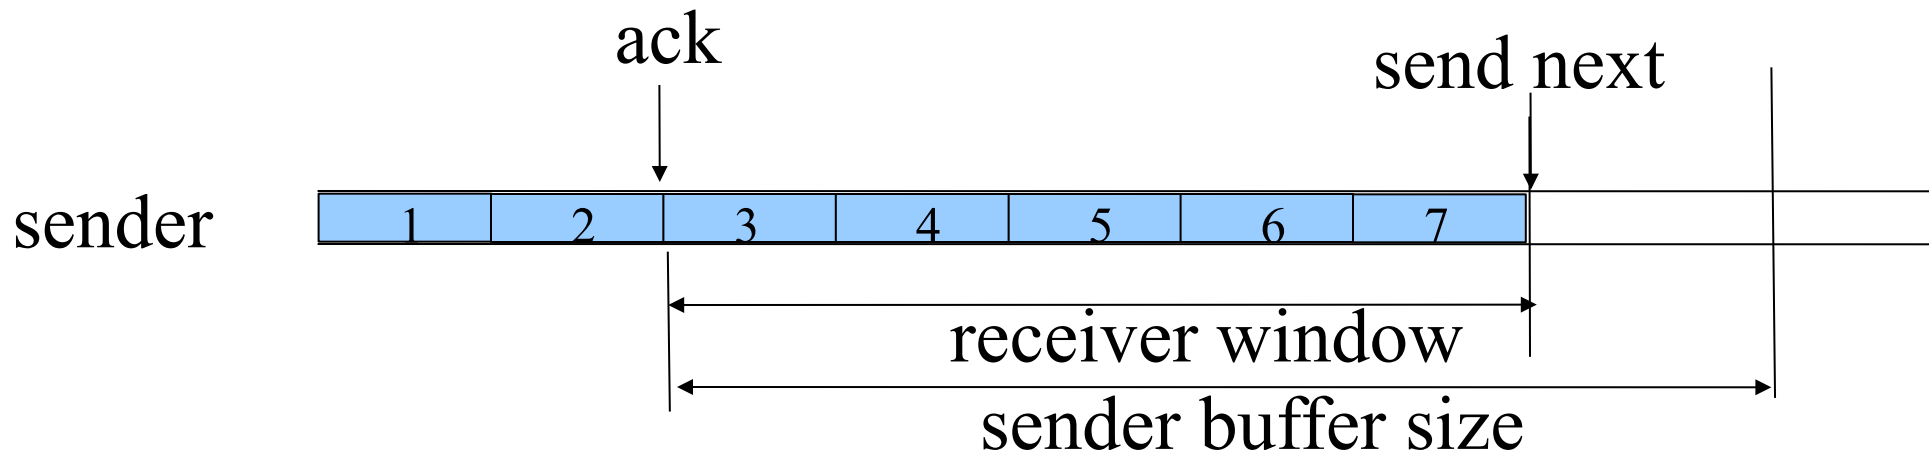 ack
send next
sender
1 2 3 4 5 6 7
receiver window
sender buffer size